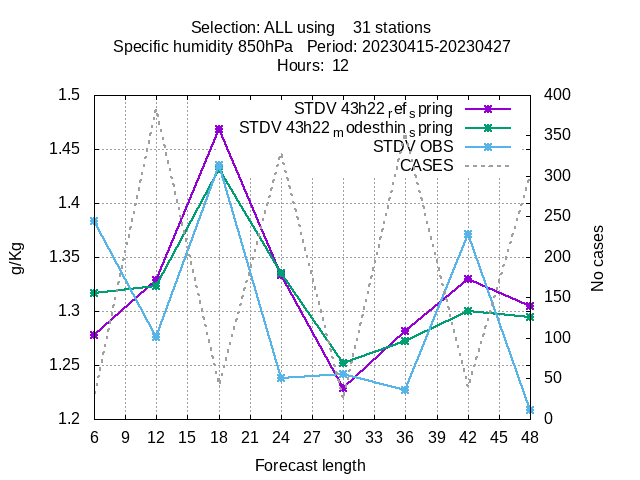 Selection: ALL using    31 stations
Specific humidity 850hPa   Period: 20230415-20230427
Hours:  12
STDV 43h22ref_spring
STDV 43h22modesthin_spring
STDV OBS
CASES
1.5
1.45
1.4
1.35
1.3
1.25
1.2
400
350
300
250
200
150
100
50
0
g/Kg
No cases
6 9 12 15 18 21 24 27 30 33 36 39 42 45 48
Forecast length